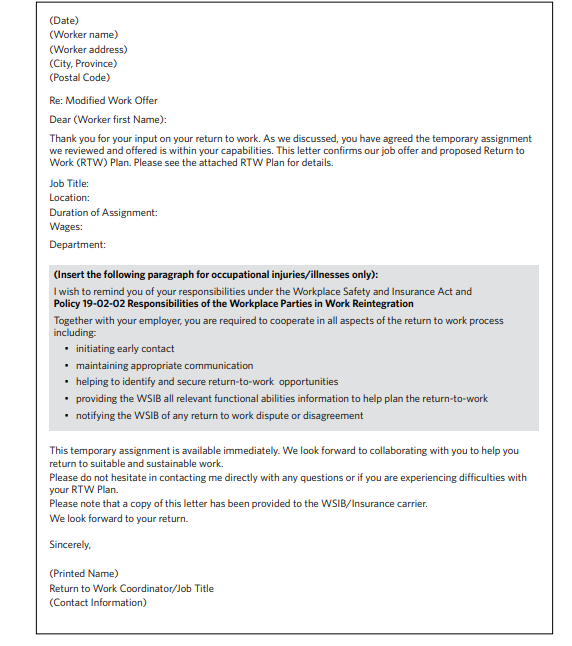 (Date)
(Worker name)
(Worker address)
(City, Province)
(Postal Code)
Re: Modified Work Offer
Dear (Worker first Name):
Thank you for your input on your return to work. As we discussed, you have agreed the temporary assignment
we reviewed and offered is within your capabilities. This letter confirms our job offer and proposed Return to
Work (RTW) Plan. Please see the attached RTW Plan for details.
Job Title:
Location:
Duration of Assignment:
Wages:
Department:
(Insert the following paragraph for occupational injuries/illnesses only):
I wish to remind you of your responsibilities under the Workplace Safety and Insurance Act and
Policy 19-02-02 Responsibilities of the Workplace Parties in Work Reintegration
Together with your employer, you are required to cooperate in all aspects of the return to work process
including:
• initiating early contact
• maintaining appropriate communication
• helping to identify and secure return-to-work opportunities
• providing the WSIB all relevant functional abilities information to help plan the return-to-work
• notifying the WSIB of any return to work dispute or disagreement
This temporary assignment is available immediately. We look forward to collaborating with you to help you
return to suitable and sustainable work.
Please do not hesitate in contacting me directly with any questions or if you are experiencing difficulties with
your RTW Plan.
Please note that a copy of this letter has been provided to the WSIB/Insurance carrier.
We look forward to your return.
Sincerely,
(Printed Name)
Return to Work Coordinator/Job Title
(Contact Information)